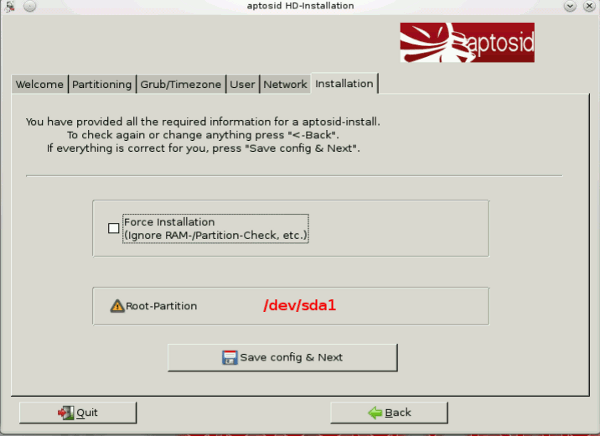 aptosid HD-Installation
aptosid
Welcome Partitioning Grub/Timezone User Network Installation
You have provided all the required information for a aptosid-install.
To check again or change anything press "<-Back".
If everything is correct for you, press "Save config & Next".
Force Installation
(Ignore RAM-/Partition-Check, etc.)
Root-Partition /dev/sda1
Save config & Next
Quit Back